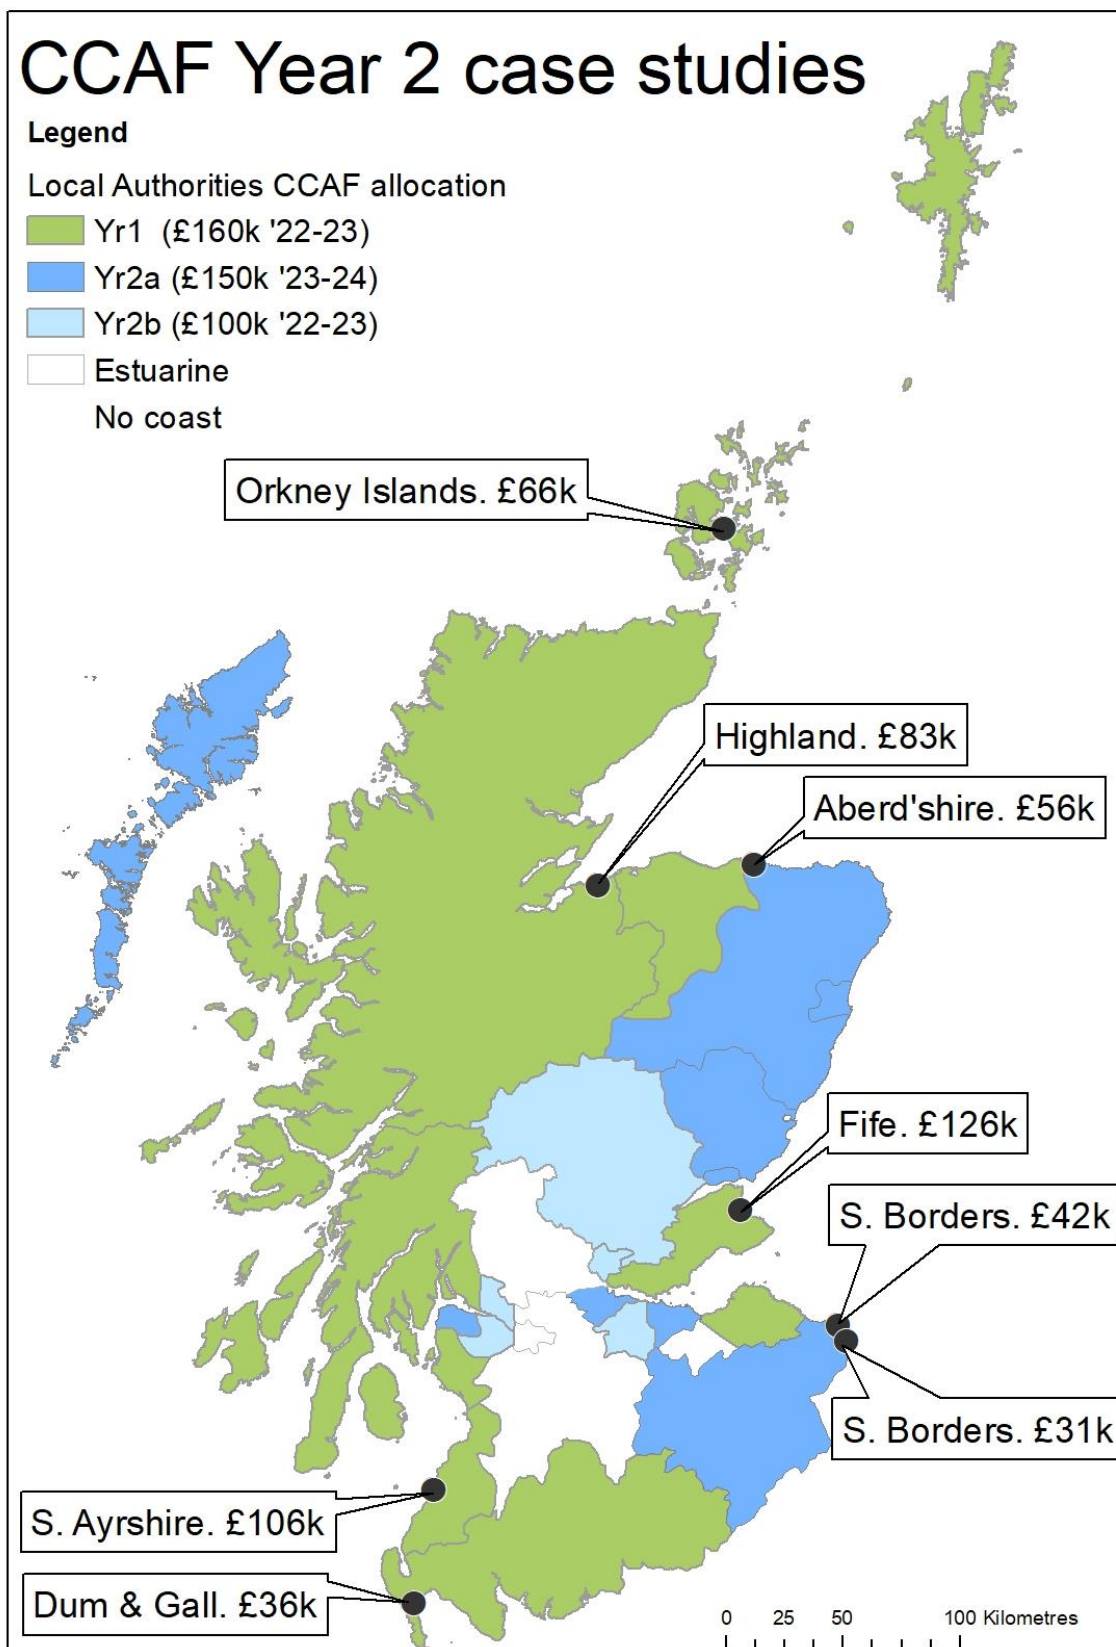 CCAF Year 2 case studies
Legend
Local Authorities CCAF allocation
Yr1 (£160k '22-23)
Yr2a (£150k '23-24)
Yr2b (£100k '22-23)
Estuarine
No coast
Orkney Islands. £66k
Highland. £83k
Aberd'shire. £56k
Fife. £126k
S. Borders. £42k
S. Borders. £31k
S. Ayrshire. £106k
Dum & Gall. £36k
0 25 50 100 Kilometres